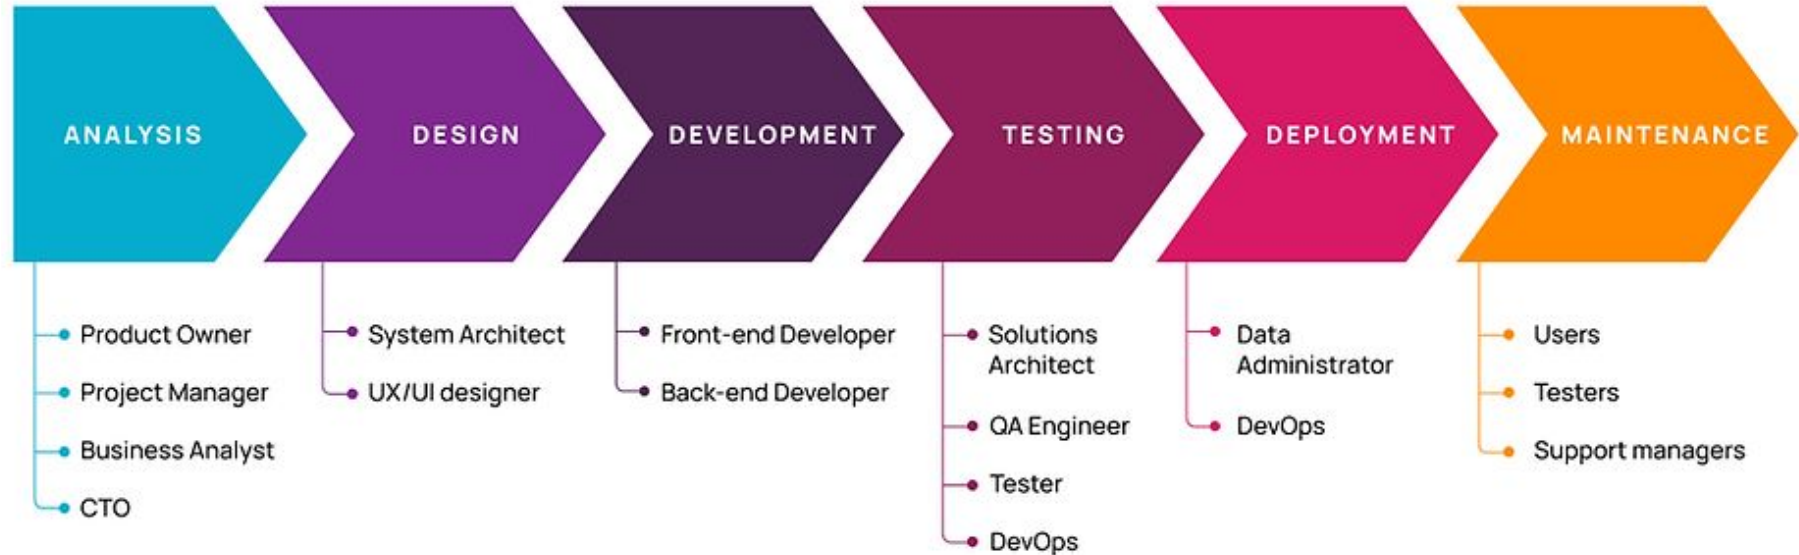 ANALYSIS
DESIGN
DEVELOPMENT
TESTING
DEPLOYMENT
MAINTENANCE
Product Owner
Project Manager
Business Analyst
CTO
System Architect
UX/UI designer
Front-end Developer
Back-end Developer
Solutions
Architect
QA Engineer
Tester
DevOps
Data
Administrator
DevOps
Users
Testers
Support managers